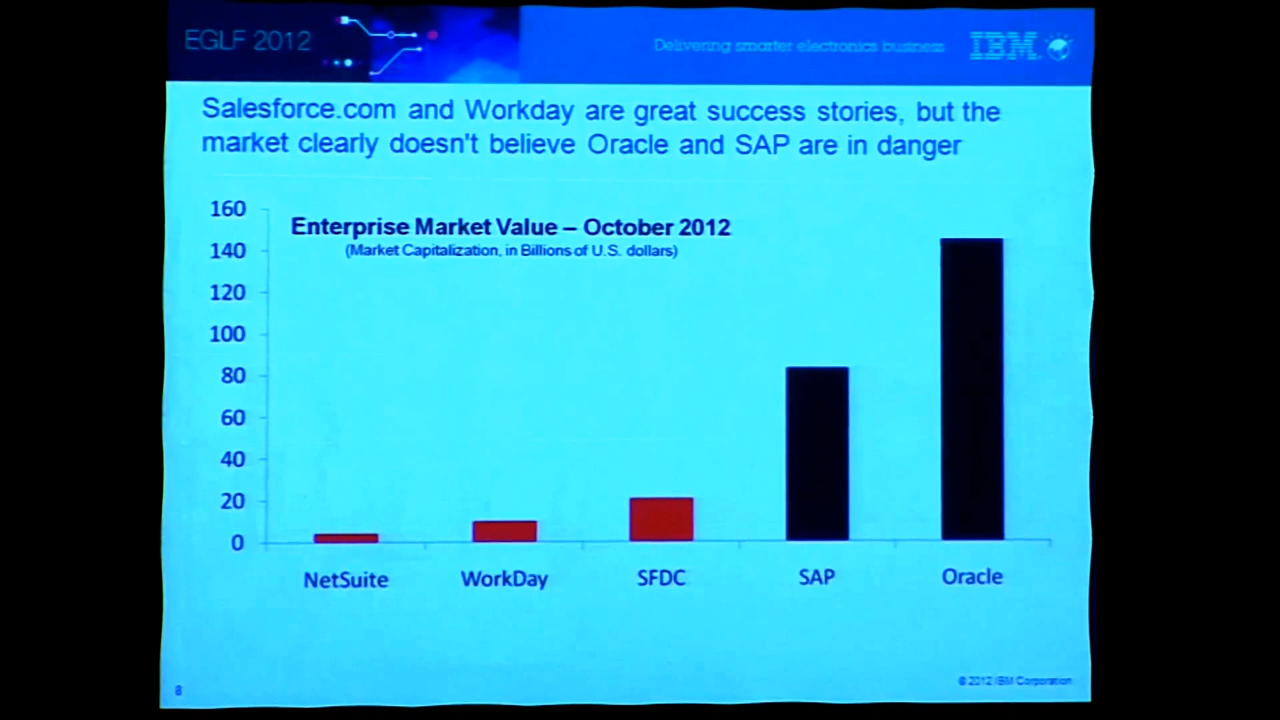 EGLF 2012
Delivering smarter electronics business
IBM
Salesforce.com and Workday are great success stories, but the
market clearly doesn't believe Oracle and SAP are in danger
Enterprise Market Value – October 2012
(Market Capitalization, in Billions of U.S. dollars)
160
140
120
100
80
60
40
20
0
NetSuite
WorkDay
SFDC
SAP
Oracle
8
© 2012 IBM Corporation